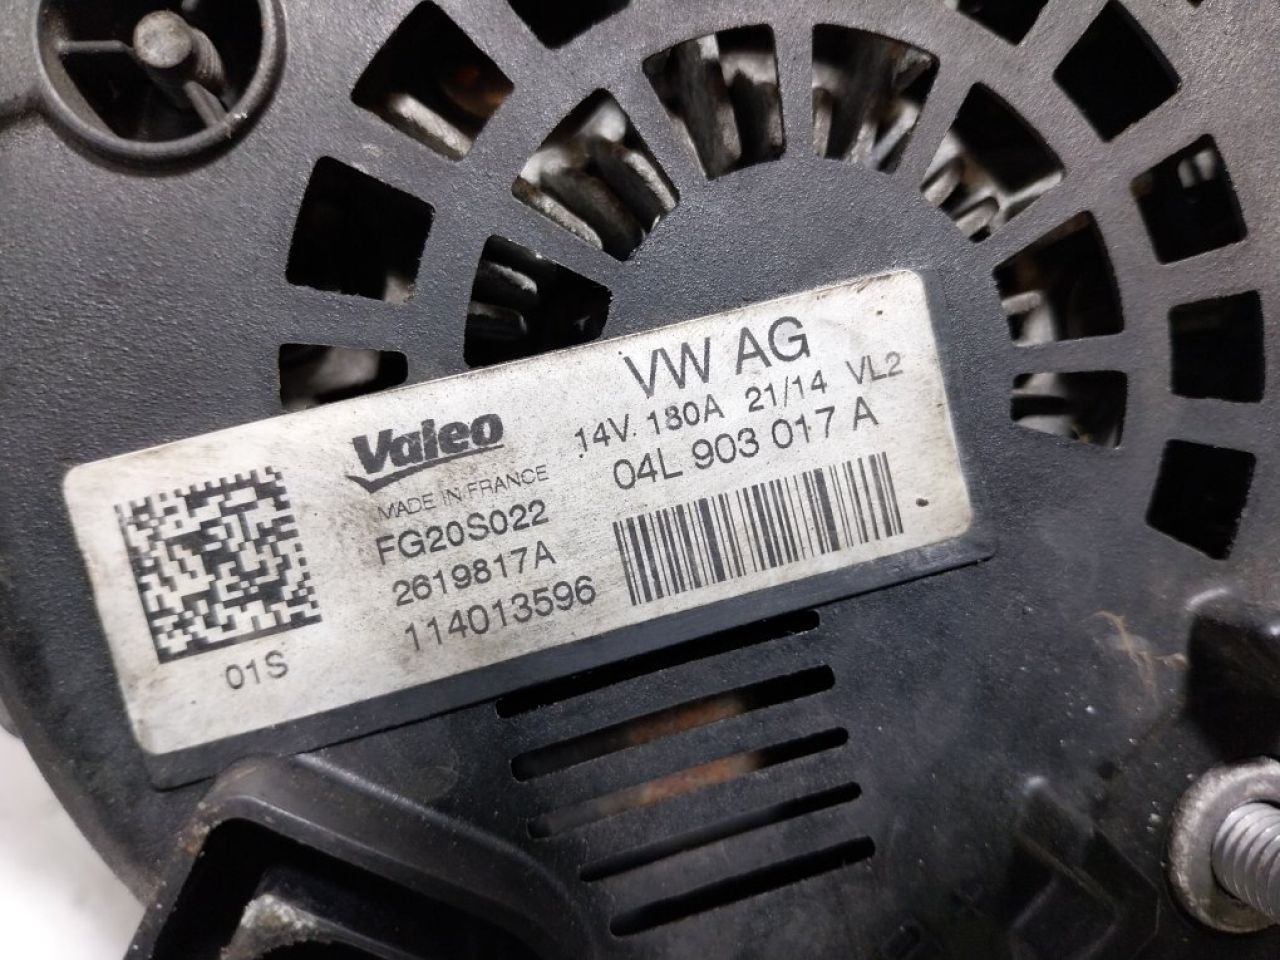 VW AG
Valeo
14V. 180A 21/14 VL2
MADE IN FRANCE
04L 903 017 A
FG20S022
2619817A
114013596
01S